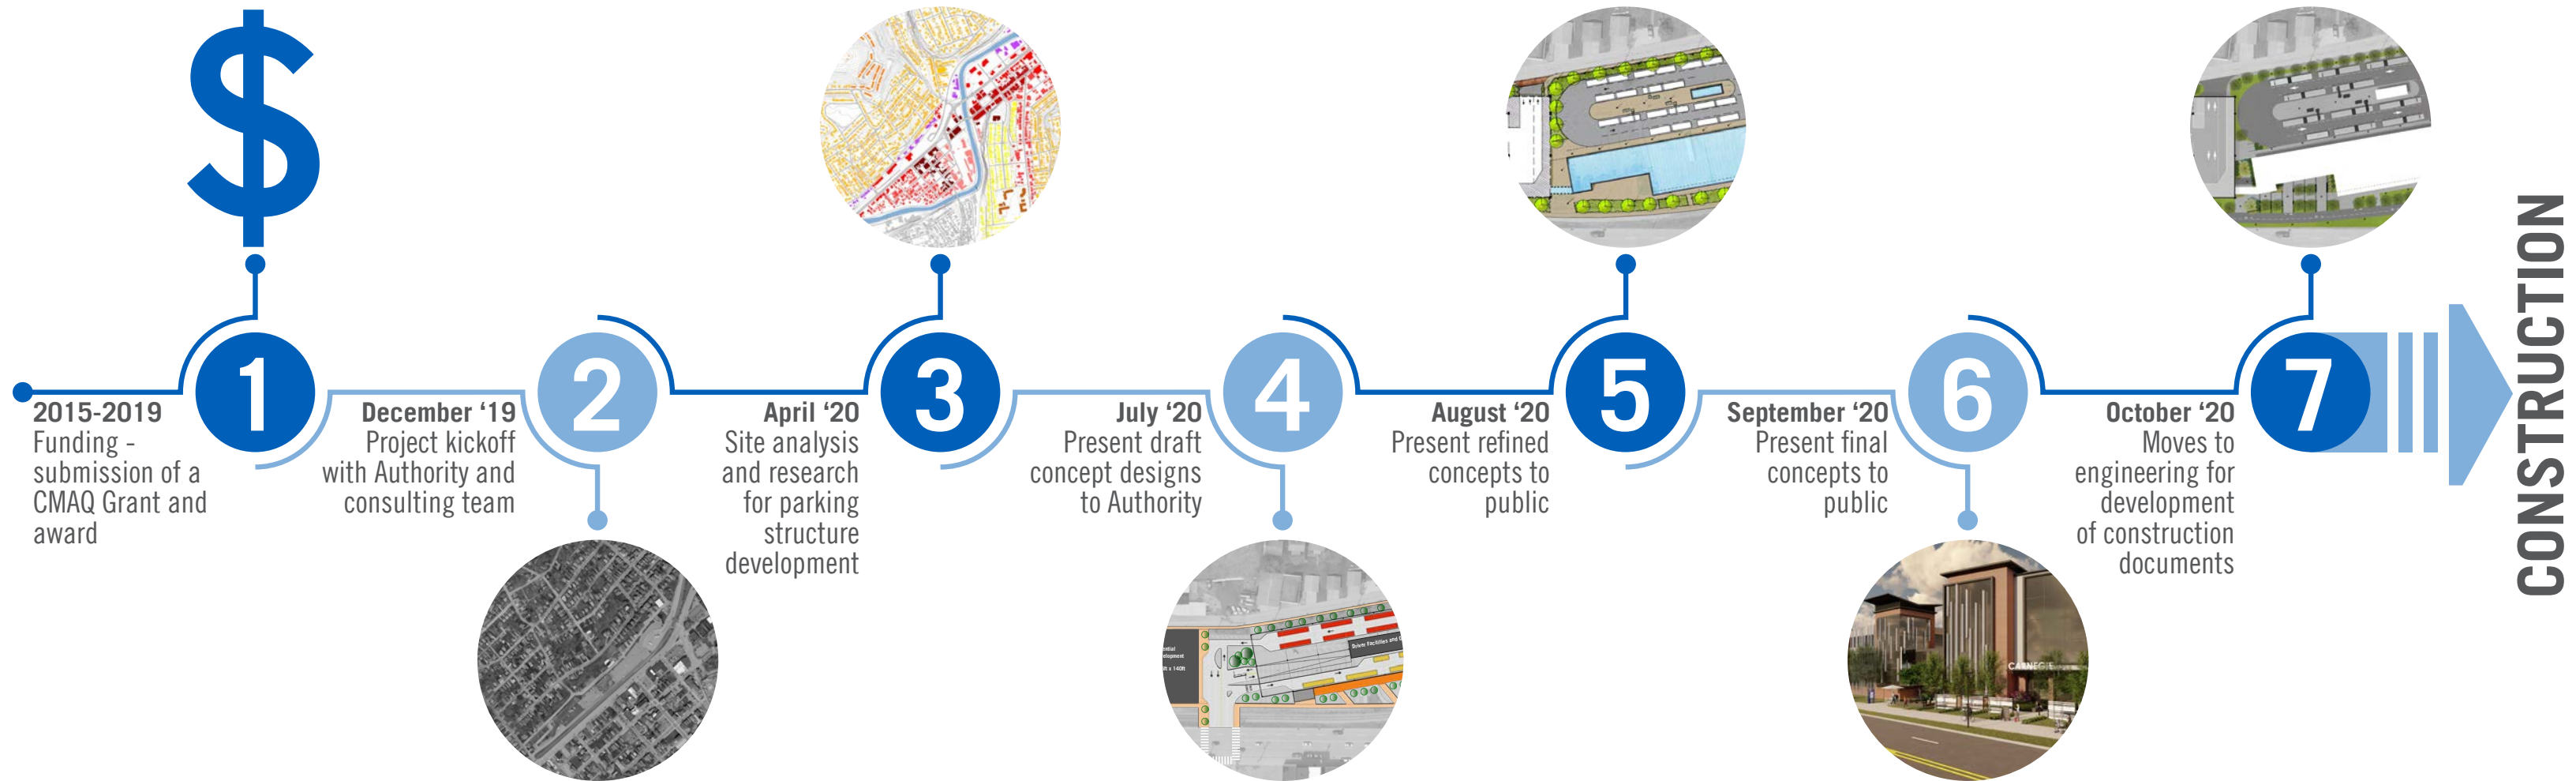 $
1
2015-2019
Funding -
submission of a
CMAQ Grant and
award
2
December ‘19
Project kickoff
with Authority and
consulting team
3
April ‘20
Site analysis
and research
for parking
structure
development
4
July ‘20
Present draft
concept designs
to Authority
Driver Facilities and
5
August ‘20
Present refined
concepts to
public
6
September ‘20
Present final
concepts to
public
CARNEGIE
7
October ‘20
Moves to
engineering for
development
of construction
documents
CONSTRUCTION